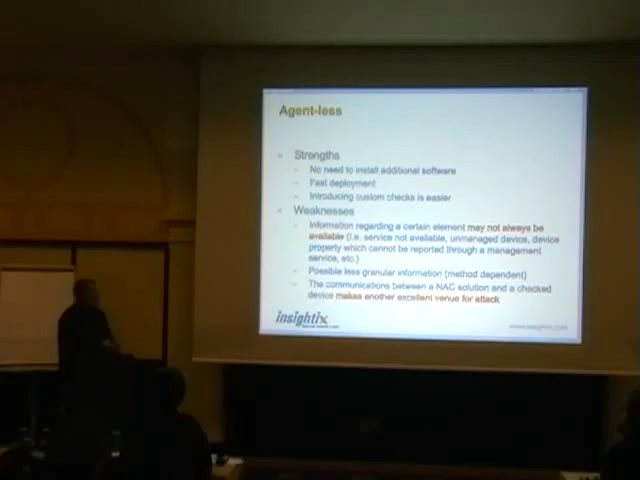 Agent-less
Strengths
– No need to install additional software
– Fast deployment
– Introducing custom checks is easier
Weaknesses
– Information regarding a certain element may not always be
available (i.e. service not available, unmanaged device, device
property which cannot be reported through a management
service, etc.)
– Possible less granular information (method dependent)
– The communications between a NAC solution and a checked
device makes another excellent venue for attack
insightix
www.insightix.com